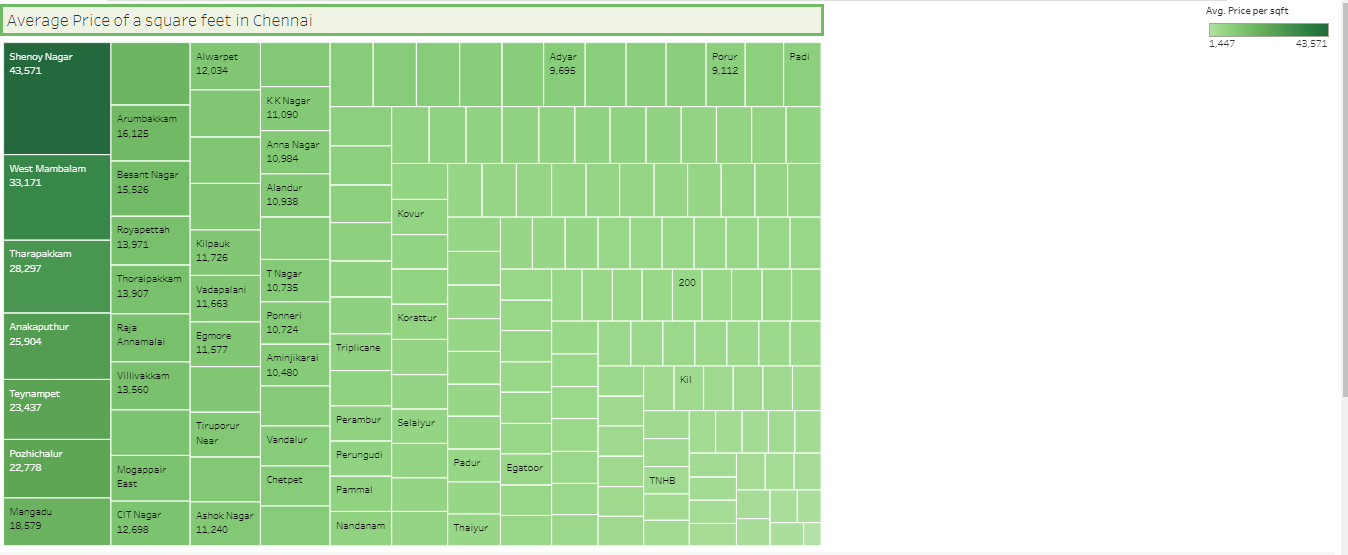 Average Price of a square feet in Chennai
Avg. Price per sqft
1,447 43,571
Shenoy Nagar
43,571
West Mambalam
33,171
Tharapakkam
28,297
Anakaputhur
25,904
Teynampet
23,437
Pozhichalur
22,778
Mangadu
18,579
Arumbakkam
16,125
Besant Nagar
15,526
Royapettah
13,971
Thoraipakkam
13,907
Raja
Annamalai
Villivakkam
13,560
Mogappair
East
CIT Nagar
12,698
Alwarpet
12,034
Kilpauk
11,726
Vadapalani
11,663
Egmore
11,577
Tiruporur
Near
Ashok Nagar
11,240
K K Nagar
11,090
Anna Nagar
10,984
Alandur
10,938
T Nagar
10,735
Ponneri
10,724
Aminjikarai
10,480
Vandalur
Chetpet
Triplicane
Perambur
Perungudi
Pammal
Nandanam
Kovur
Korattur
Selaiyur
Padur
Thaiyur
Egatoor
Adyar
9,695
Porur
9,112
Padi
200
Kil
TNHB